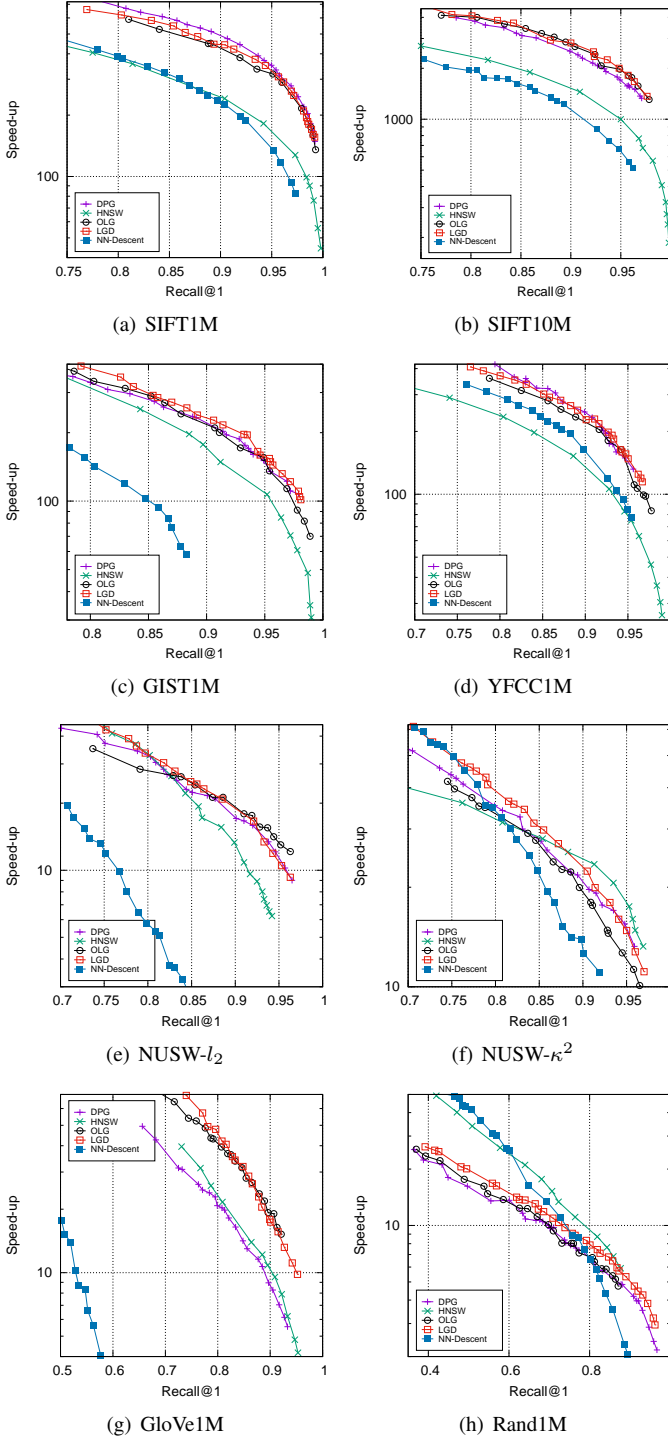 Speed-up
100
DPG
HNSW
OLG
LGD
NN-Descent
0.75 0.8 0.85 0.9 0.95 1
Recall@1
(a) SIFT1M
Speed-up
1000
DPG
HNSW
OLG
LGD
NN-Descent
0.75 0.8 0.85 0.9 0.95
Recall@1
(b) SIFT10M
Speed-up
100
DPG
HNSW
OLG
LGD
NN-Descent
0.8 0.85 0.9 0.95 1
Recall@1
(c) GIST1M
Speed-up
100
DPG
HNSW
OLG
LGD
NN-Descent
0.7 0.75 0.8 0.85 0.9 0.95
Recall@1
(d) YFCC1M
Speed-up
10
DPG
HNSW
OLG
LGD
NN-Descent
0.7 0.75 0.8 0.85 0.9 0.95 1
Recall@1
(e) NUSW-l₂
Speed-up
10
DPG
HNSW
OLG
LGD
NN-Descent
0.7 0.75 0.8 0.85 0.9 0.95 1
Recall@1
(f) NUSW-κ²
Speed-up
10
DPG
HNSW
OLG
LGD
NN-Descent
0.5 0.6 0.7 0.8 0.9 1
Recall@1
(g) GloVe1M
Speed-up
10
DPG
HNSW
OLG
LGD
NN-Descent
0.4 0.6 0.8
Recall@1
(h) Rand1M